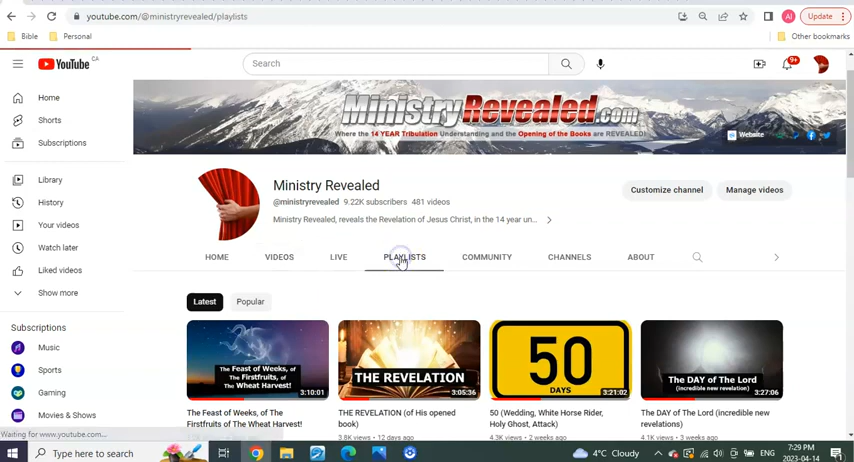 youtube.com/@ministryrevealed/playlists
AI
Update
Bible
Personal
Other bookmarks
YouTube CA
Search
9+
MinistryRevealed.com
Where the 14 YEAR Tribulation Understanding and the Opening of the Books are REVEALED!
Website
Home
Shorts
Subscriptions
Library
History
Your videos
Watch later
Liked videos
Show more
Subscriptions
Music
Sports
Gaming
Movies & Shows
Ministry Revealed
@ministryrevealed 9.22K subscribers 481 videos
Ministry Revealed, reveals the Revelation of Jesus Christ, in the 14 year un...
Customize channel
Manage videos
HOME
VIDEOS
LIVE
PLAYLISTS
COMMUNITY
CHANNELS
ABOUT
Latest
Popular
The Feast of Weeks, of
The Firstfruits, of
The Wheat Harvest!
3:10:01
THE REVELATION
3:05:36
50
DAYS
3:21:02
The DAY of The Lord
(incredible new revelation)
3:27:06
The Feast of Weeks, of The
Firstfruits of The Wheat Harvest!
THE REVELATION (of His opened
book)
3.8K views • 12 days ago
50 (Wedding, White Horse Rider,
Holy Ghost, Attack)
4.3K views • 2 weeks ago
The DAY of The Lord (incredible new
revelation)
4.1K views • 3 weeks ago
Waiting for www.youtube.com...
Type here to search
4°C Cloudy
ENG
7:29 PM
2023-04-14